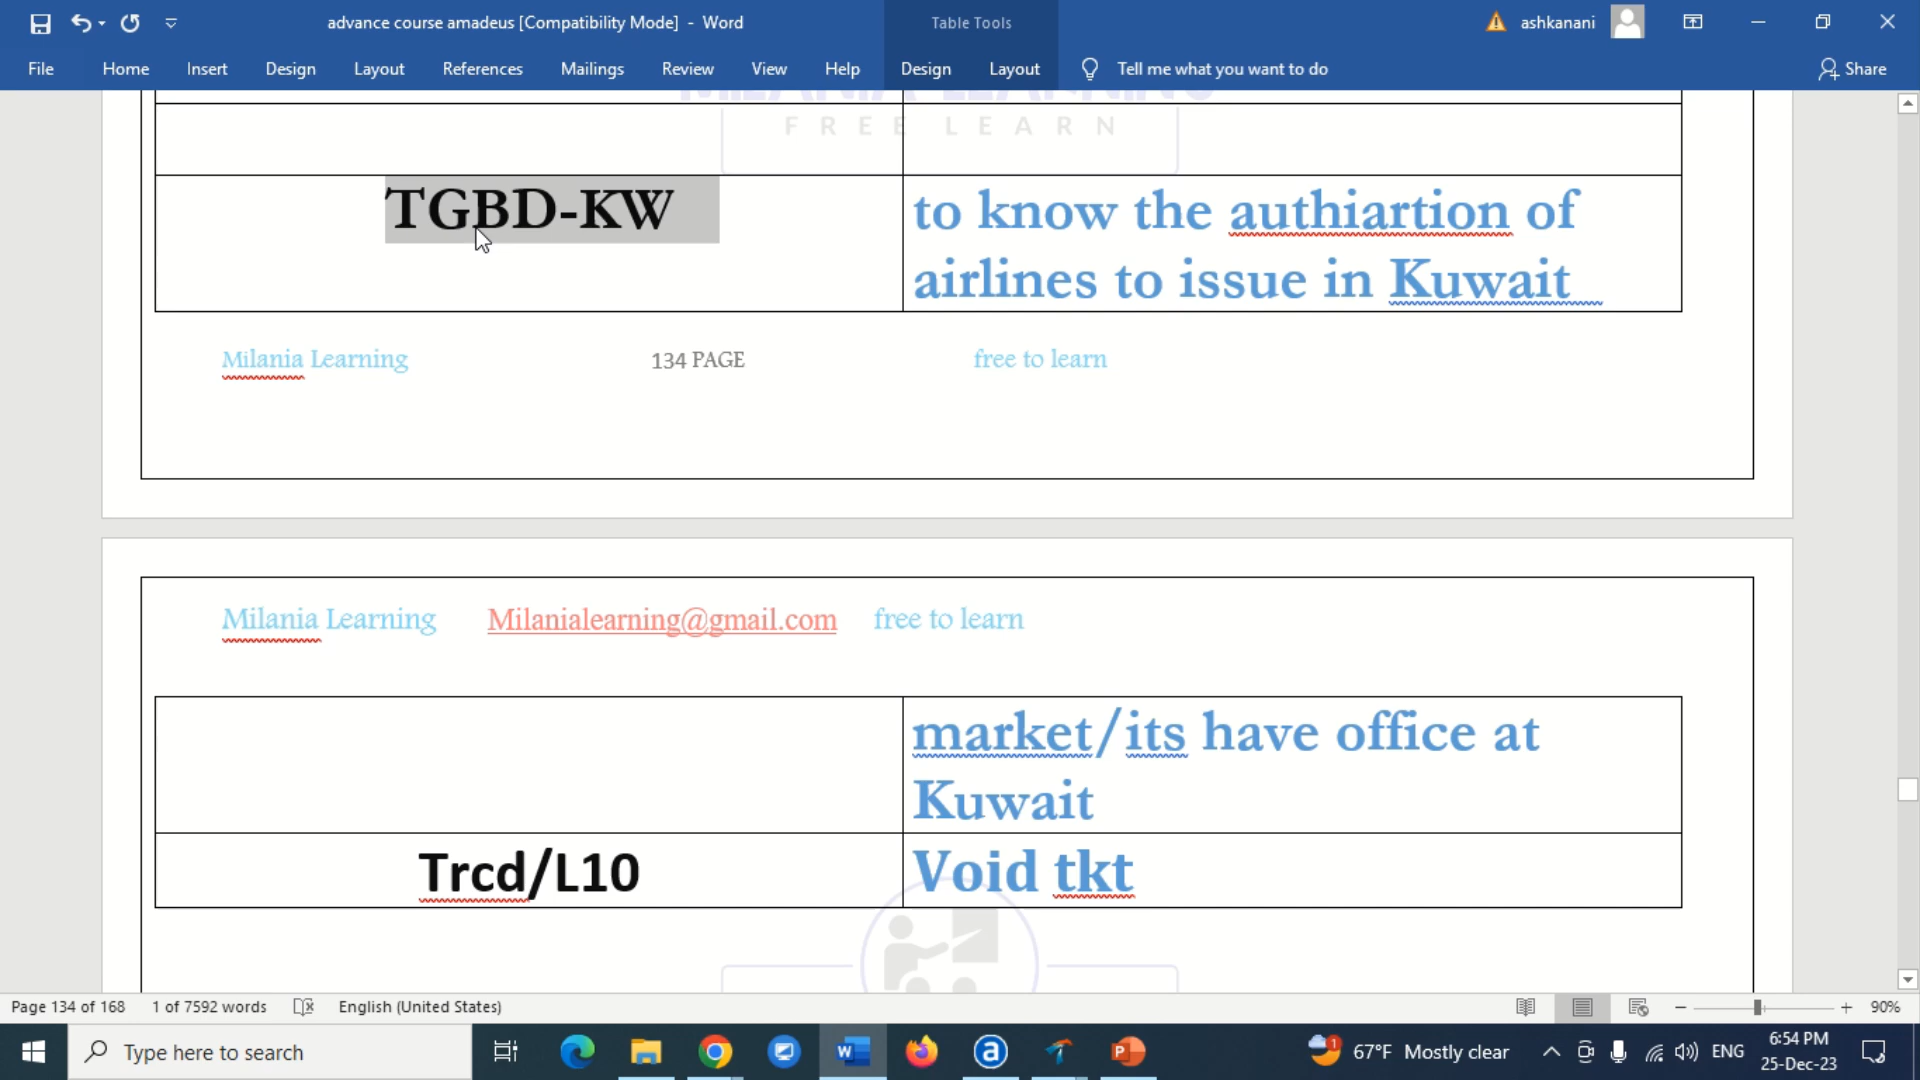 advance course amadeus [Compatibility Mode] - Word
Table Tools
ashkanani
File Home Insert Design Layout References Mailings Review View Help Design Layout Tell me what you want to do Share
FREE LEARN
TGBD-KW
to know the authiartion of
airlines to issue in Kuwait
Milania Learning 134 PAGE free to learn
Milania Learning Milanialearning@gmail.com free to learn
market/its have office at
Kuwait
Trcd/L10
Void tkt
Page 134 of 168 1 of 7592 words English (United States) 90%
Type here to search
67°F Mostly clear
ENG
6:54 PM
25-Dec-23